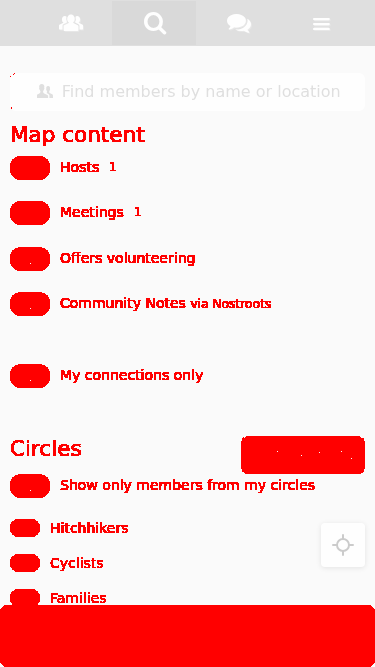 Find members by name or location
Map content
Hosts 1
Meetings 1
Offers volunteering
Community Notes via Nostroots
My connections only
Circles
Show only members from my circles
Hitchhikers
Cyclists
Families